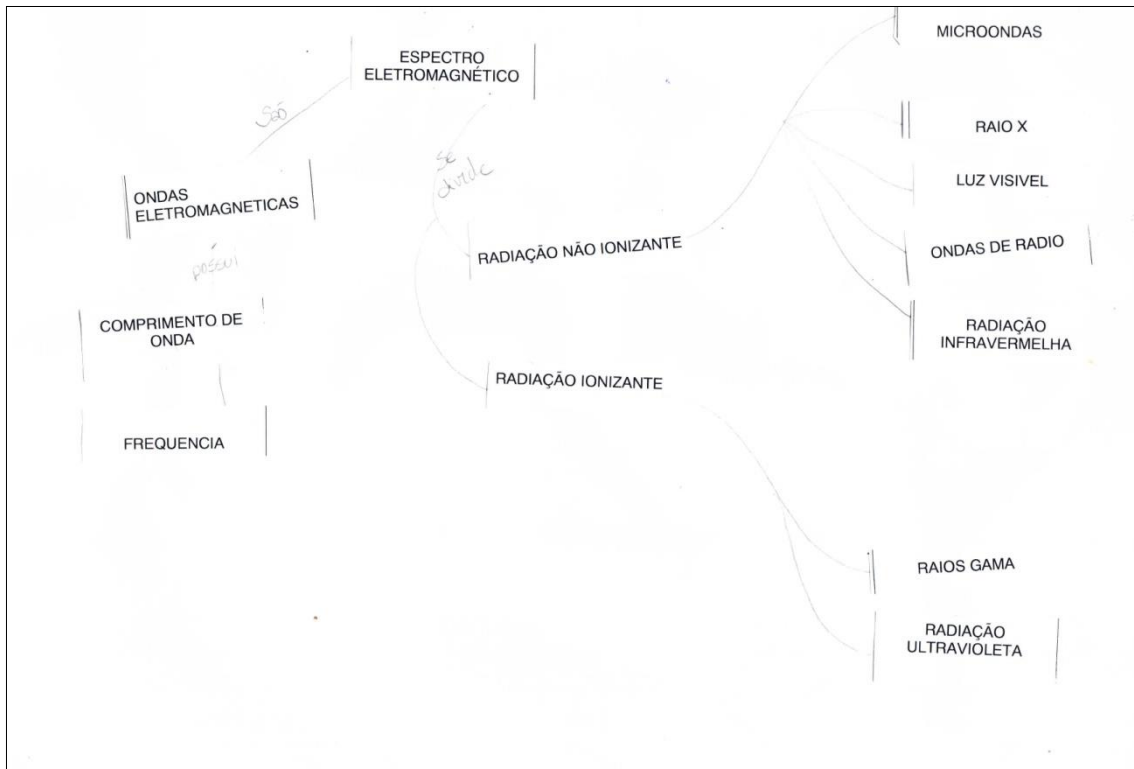 ESPECTRO
ELETROMAGNÉTICO
São
ONDAS
ELETROMAGNETICAS
possui
COMPRIMENTO DE
ONDA
FREQUENCIA
se
divide
RADIAÇÃO NÃO IONIZANTE
MICROONDAS
RAIO X
LUZ VISIVEL
ONDAS DE RADIO
RADIAÇÃO
INFRAVERMELHA
RADIAÇÃO IONIZANTE
RAIOS GAMA
RADIAÇÃO
ULTRAVIOLETA